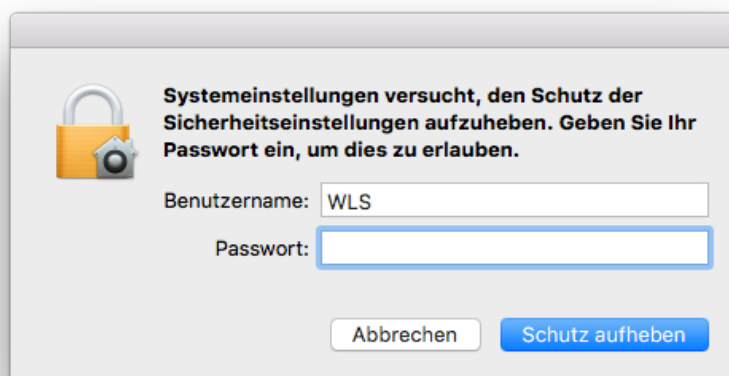 Systemeinstellungen versucht, den Schutz der
Sicherheitseinstellungen aufzuheben. Geben Sie Ihr
Passwort ein, um dies zu erlauben.
Benutzername: WLS
Passwort:
Abbrechen Schutz aufheben